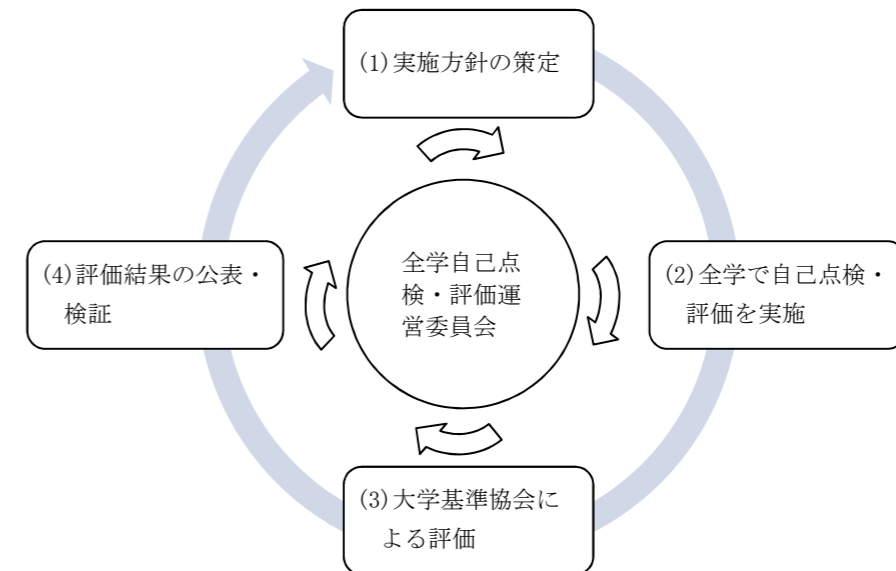 (1)実施方針の策定
全学自己点
検・評価運
営委員会
(4)評価結果の公表・
検証
(2)全学で自己点検・
評価を実施
(3)大学基準協会に
よる評価